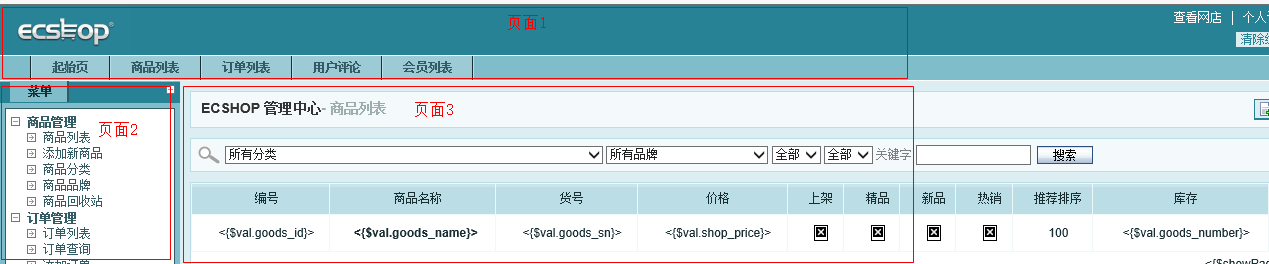 ecshop
页面1
查看网店 | 个人
清除
起始页 商品列表 订单列表 用户评论 会员列表
菜单
商品管理
页面2
商品列表
添加新商品
商品分类
商品品牌
商品回收站
订单管理
订单列表
订单查询
添加订单
ECSHOP 管理中心- 商品列表
页面3
所有分类 所有品牌 全部 全部 关键字 搜索
编号 商品名称 货号 价格 上架 精品 新品 热销 推荐排序 库存
<{$val.goods_id}> <{$val.goods_name}> <{$val.goods_sn}> <{$val.shop_price}> 100 <{$val.goods_number}>
<{$showPag